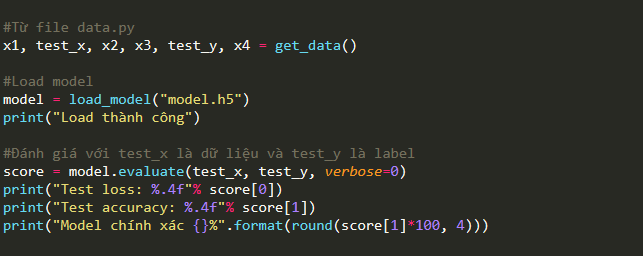 #Từ file data.py
x1, test_x, x2, x3, test_y, x4 = get_data()
#Load model
model = load_model("model.h5")
print("Load thành công")
#Đánh giá với test_x là dữ liệu và test_y là label
score = model.evaluate(test_x, test_y, verbose=0)
print("Test loss: %.4f"% score[0])
print("Test accuracy: %.4f"% score[1])
print("Model chính xác {}%".format(round(score[1]*100, 4)))